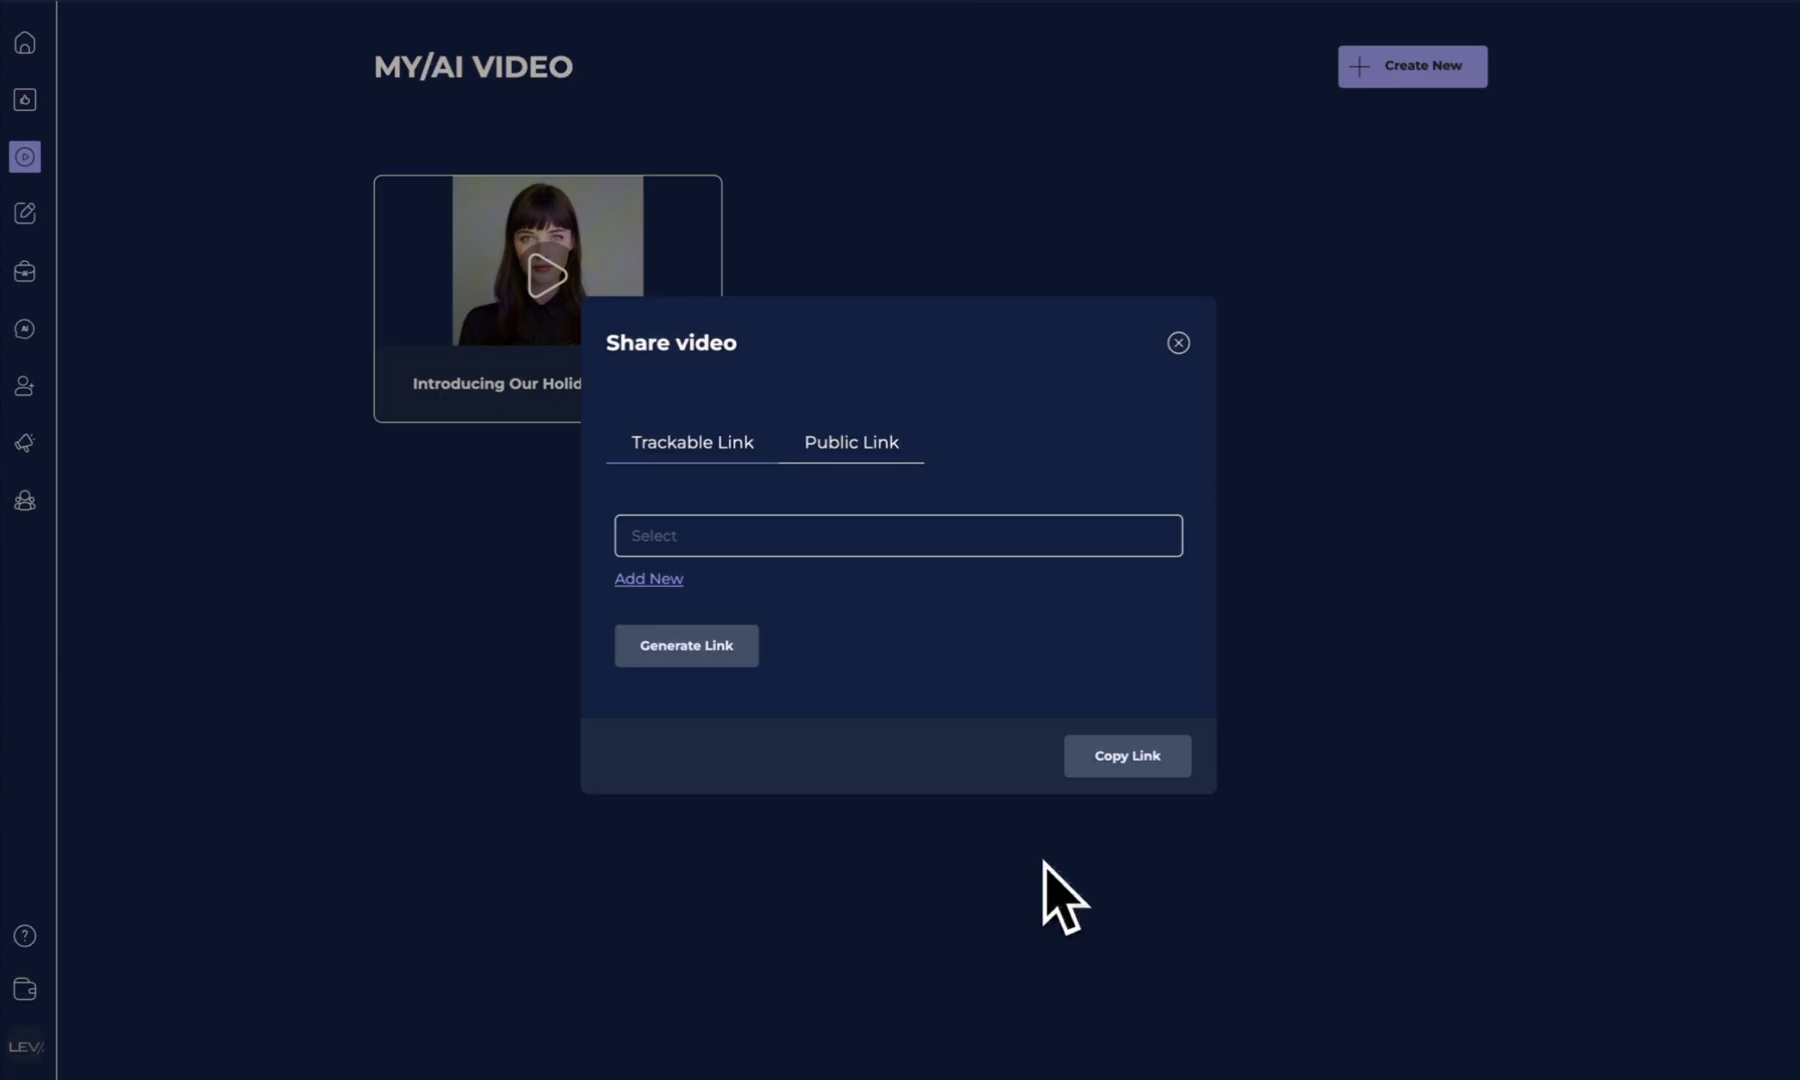 MY/AI VIDEO
Create New
Introducing Our Holid
Share video
Trackable Link
Public Link
Select
Add New
Generate Link
Copy Link
LEV/